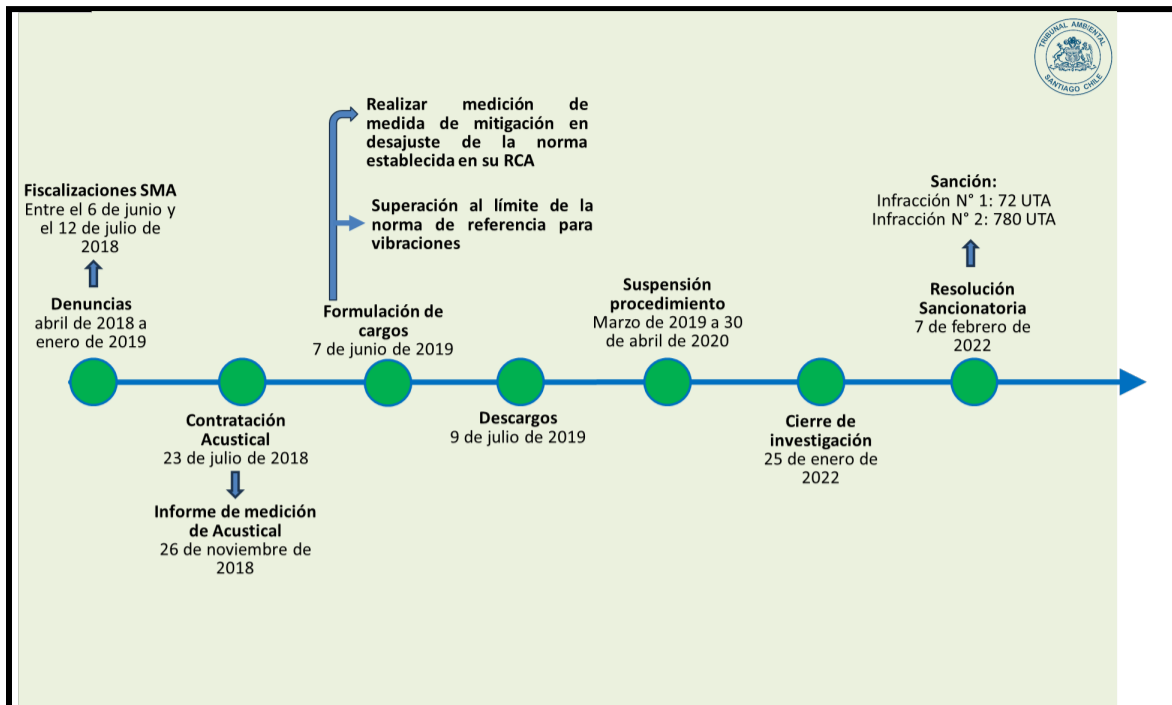 TRIBUNAL AMBIENTAL
SANTIAGO CHILE
Fiscalizaciones SMA
Entre el 6 de junio y
el 12 de julio de
2018
Denuncias
abril de 2018 a
enero de 2019
Contratación
Acustical
23 de julio de 2018
Informe de medición
de Acustical
26 de noviembre de
2018
Realizar medición de
medida de mitigación en
desajuste de la norma
establecida en su RCA
Superación al límite de la
norma de referencia para
vibraciones
Formulación de
cargos
7 de junio de 2019
Descargos
9 de julio de 2019
Suspensión
procedimiento
Marzo de 2019 a 30
de abril de 2020
Cierre de
investigación
25 de enero de
2022
Sanción:
Infracción N° 1: 72 UTA
Infracción N° 2: 780 UTA
Resolución
Sancionatoria
7 de febrero de
2022